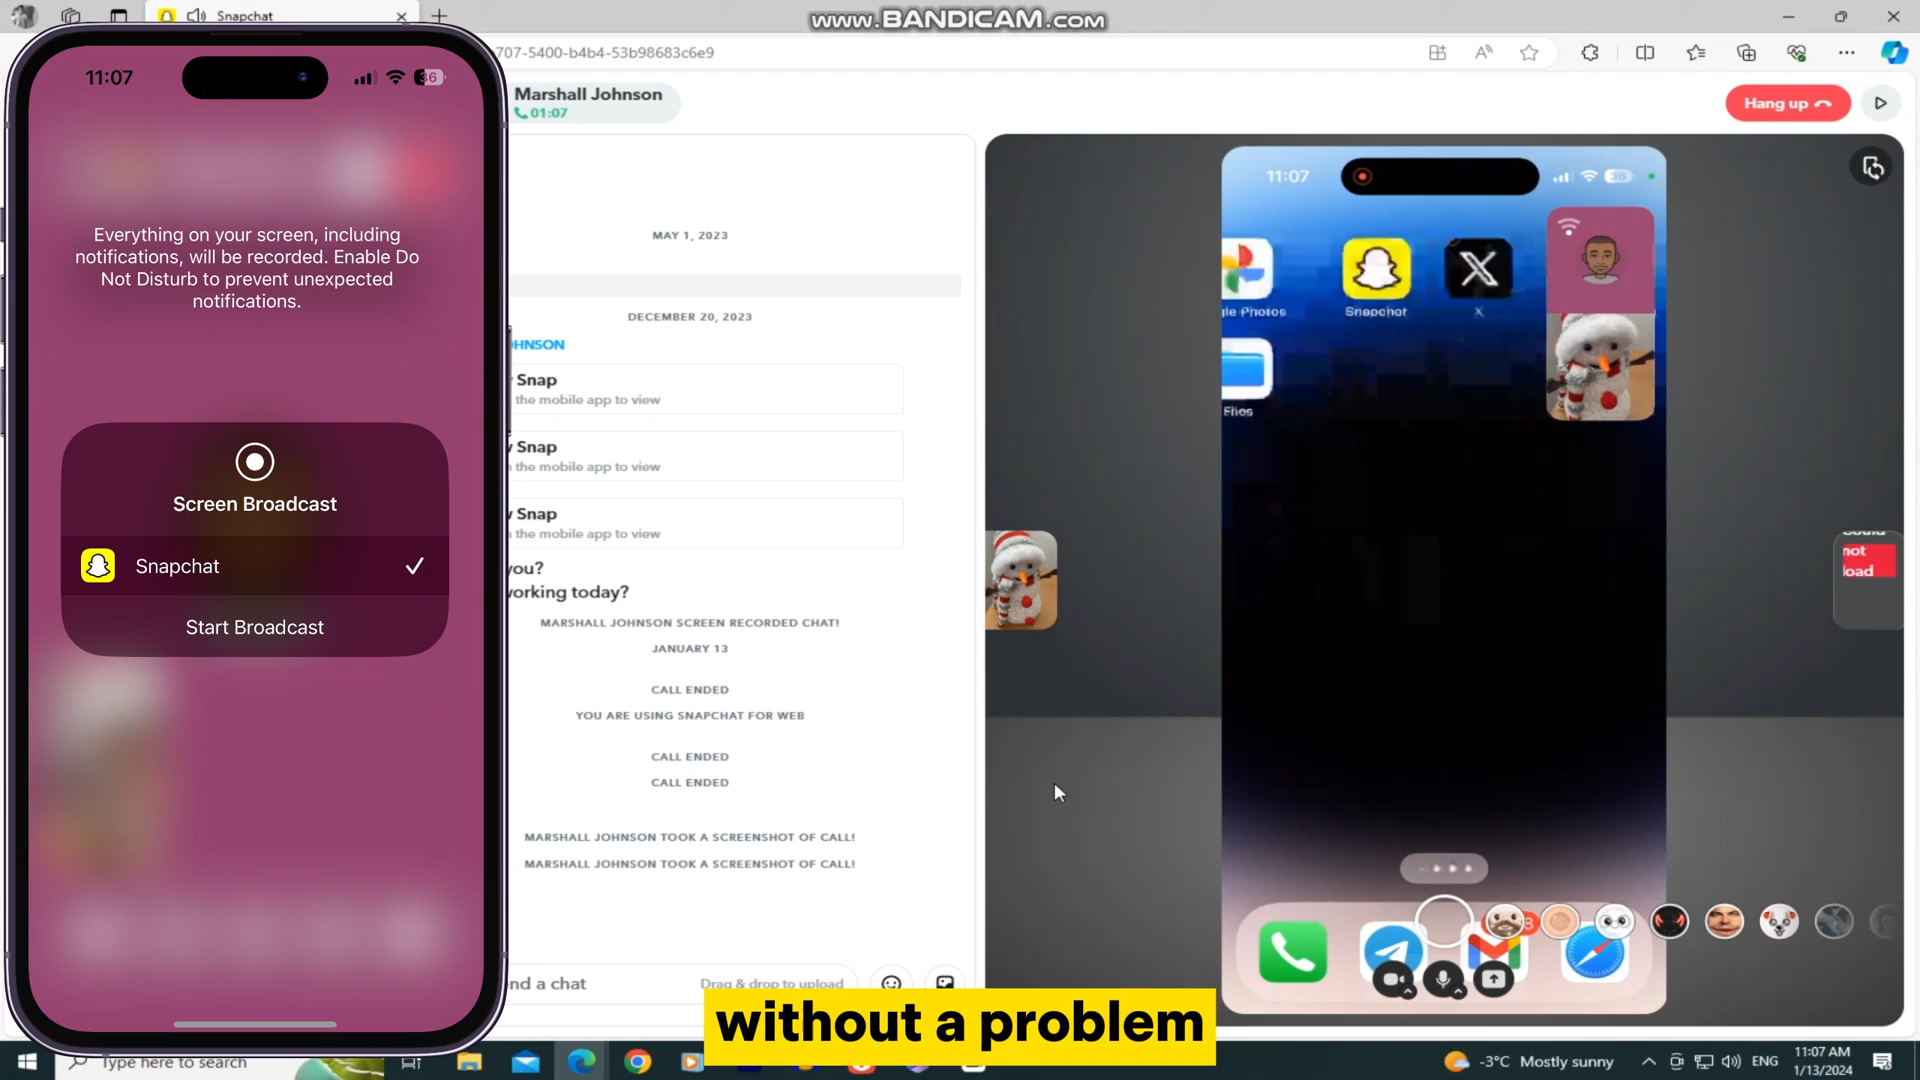 Snapchat
www.BANDICAM.com
707-5400-b4b4-53b98683c6e9
11:07
36
Everything on your screen, including
notifications, will be recorded. Enable Do
Not Disturb to prevent unexpected
notifications.
Screen Broadcast
Snapchat
Start Broadcast
Marshall Johnson
01:07
Hang up
MAY 1, 2023
DECEMBER 20, 2023
HNSON
Snap
the mobile app to view
Snap
the mobile app to view
Snap
the mobile app to view
you?
working today?
MARSHALL JOHNSON SCREEN RECORDED CHAT!
JANUARY 13
CALL ENDED
YOU ARE USING SNAPCHAT FOR WEB
CALL ENDED
CALL ENDED
MARSHALL JOHNSON TOOK A SCREENSHOT OF CALL!
MARSHALL JOHNSON TOOK A SCREENSHOT OF CALL!
nd a chat
Drag & drop to upload
11:07
36
le Photos
Snapchat
X
Files
not
load
without a problem
Type here to search
-3°C Mostly sunny
ENG
11:07 AM
1/13/2024